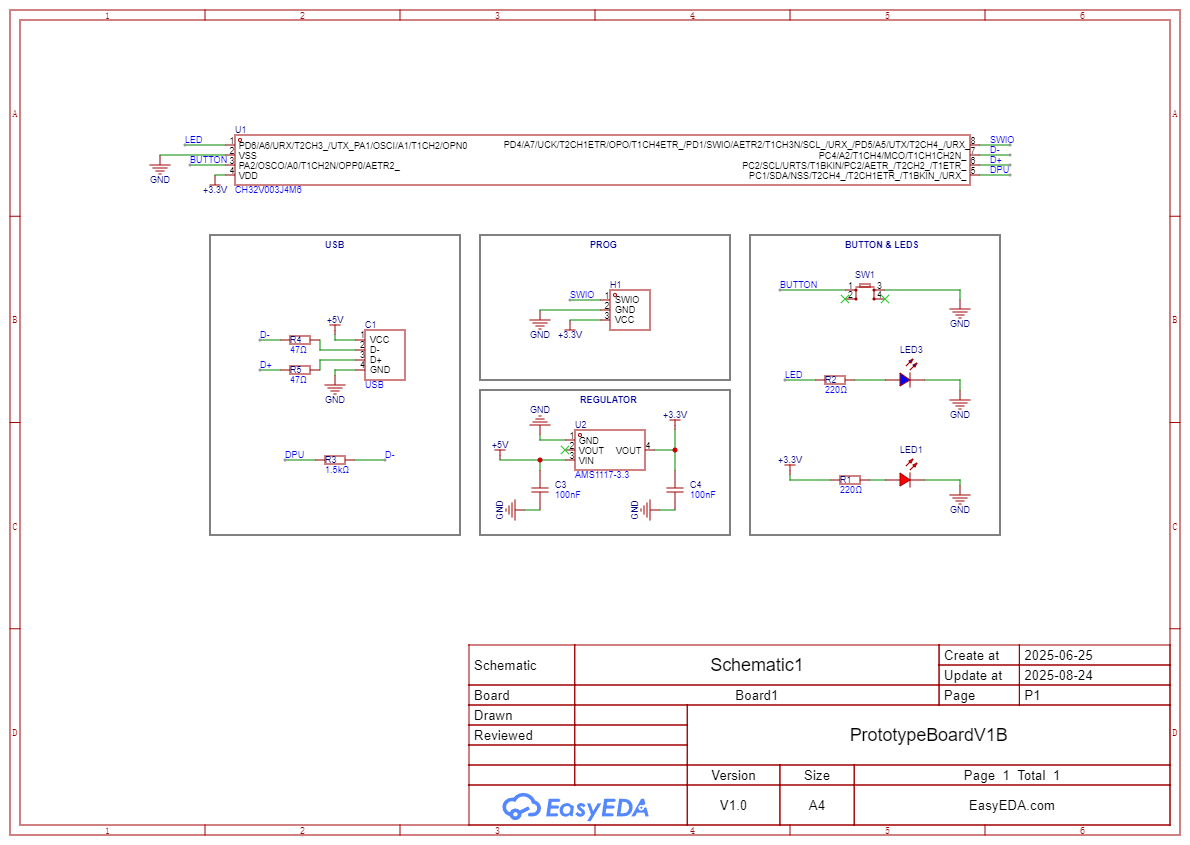 1 2 3 4 5 6
A A
B B
C C
D D
U1
LED 1 PD6/A6/URX/T2CH3_/UTX_PA1/OSCI/A1/T1CH2/OPN0
2 VSS
GND
BUTTON 3 PA2/OSCO/A0/T1CH2N/OPP0/AETR2_
4 VDD
+3.3V
CH32V003J4M6
PD4/A7/UCK/T2CH1ETR/OPO/T1CH4ETR_/PD1/SWIO/AETR2/T1CH3N/SCL_/URX_/PD5/A5/UTX/T2CH4_/URX_ 8 SWIO
PC4/A2/T1CH4/MCO/T1CH1CH2N_ 7 D-
PC2/SCL/URTS/T1BKIN/PC2/AETR_/T2CH2_/T1ETR_ 6 D+
PC1/SDA/NSS/T2CH4_/T2CH1ETR_/T1BKIN_/URX_ 5 DPU
USB
+5V
C1
D- R4
47Ω
D+ R5
47Ω
1 VCC
2 D-
3 D+
4 GND
USB
GND
DPU R3 D-
1.5kΩ
PROG
H1
SWIO 1 SWIO
2 GND
3 VCC
GND
+3.3V
REGULATOR
GND
U2
+3.3V
+5V
1 GND
2 VOUT
3 VIN
VOUT 4
AMS1117-3.3
C3
100nF
GND
C4
100nF
GND
BUTTON & LEDS
BUTTON
SW1
1 3
2 4
GND
LED R2
220Ω
LED3
GND
+3.3V
R1
220Ω
LED1
GND
Schematic Schematic1
Create at 2025-06-25
Update at 2025-08-24
Board Board1
Page P1
Drawn
Reviewed
PrototypeBoardV1B
Version Size Page 1 Total 1
EasyEDA V1.0 A4 EasyEDA.com
1 2 3 4 5 6